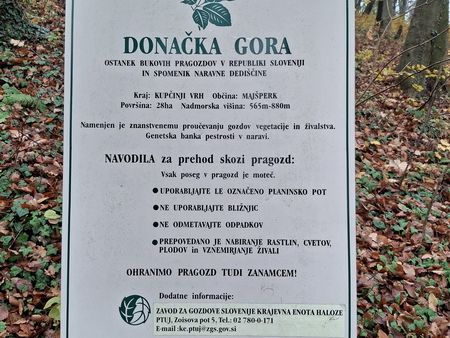 DONAČKA GORA
OSTANEK BUKOVIH PRAGOZDOV V REPUBLIKI SLOVENIJI
IN SPOMENIK NARAVNE DEDIŠČINE
Kraj: KUPČINJI VRH Občina: MAJŠPERK
Površina: 28ha Nadmorska višina: 565m-880m
Namenjen je znanstvenemu proučevanju gozdov vegetacije in živalstva.
Genetska banka pestrosti v naravi.
NAVODILA za prehod skozi pragozd:
Vsak poseg v pragozd je moteč.
● UPORABLJAJTE LE OZNAČENO PLANINSKO POT
● NE UPORABLJAJTE BLIŽNJIC
● NE ODMETAVAJTE ODPADKOV
● PREPOVEDANO JE NABIRANJE RASTLIN, CVETOV,
PLODOV in VZNEMIRJANJE ŽIVALI
OHRANIMO PRAGOZD TUDI ZANAMCEM!
Dodatne informacije:
ZAVOD ZA GOZDOVE SLOVENIJE KRAJEVNA ENOTA HALOZE
PTUJ, Zoisova pot 5, Tel.: 02 780-0-171
E-mail :ke.ptuj@zgs.gov.si